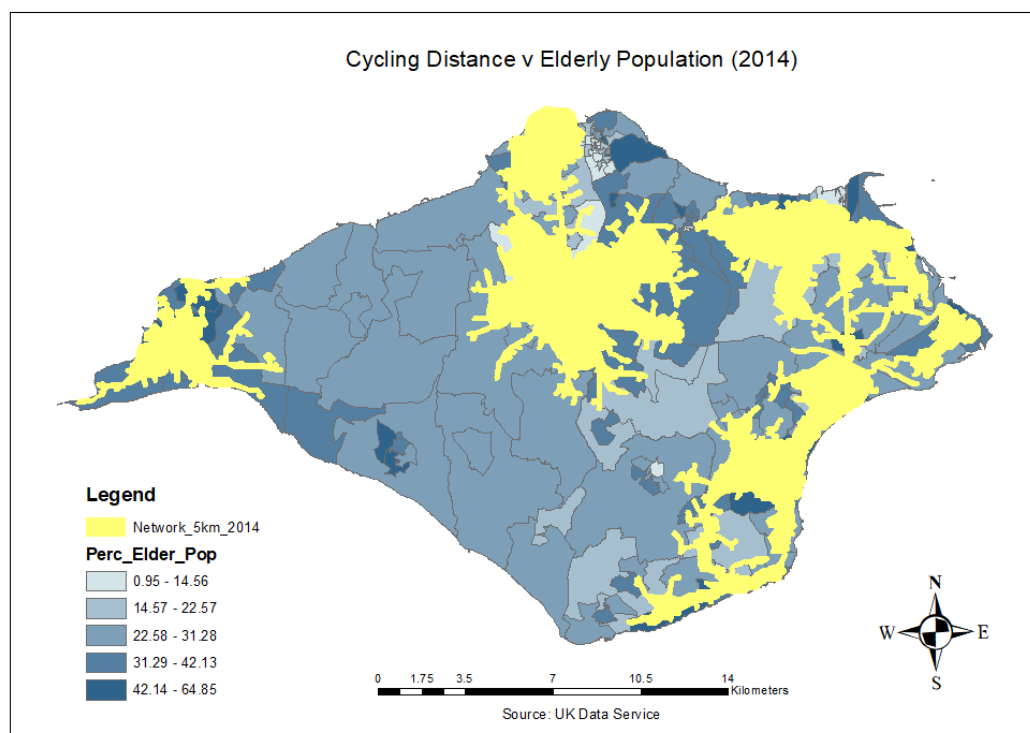 Cycling Distance v Elderly Population (2014)
Legend
Network_5km_2014
Perc_Elder_Pop
0.95 - 14.56
14.57 - 22.57
22.58 - 31.28
31.29 - 42.13
42.14 - 64.85
N
W E
S
0 1.75 3.5 7 10.5 14
Kilometers
Source: UK Data Service